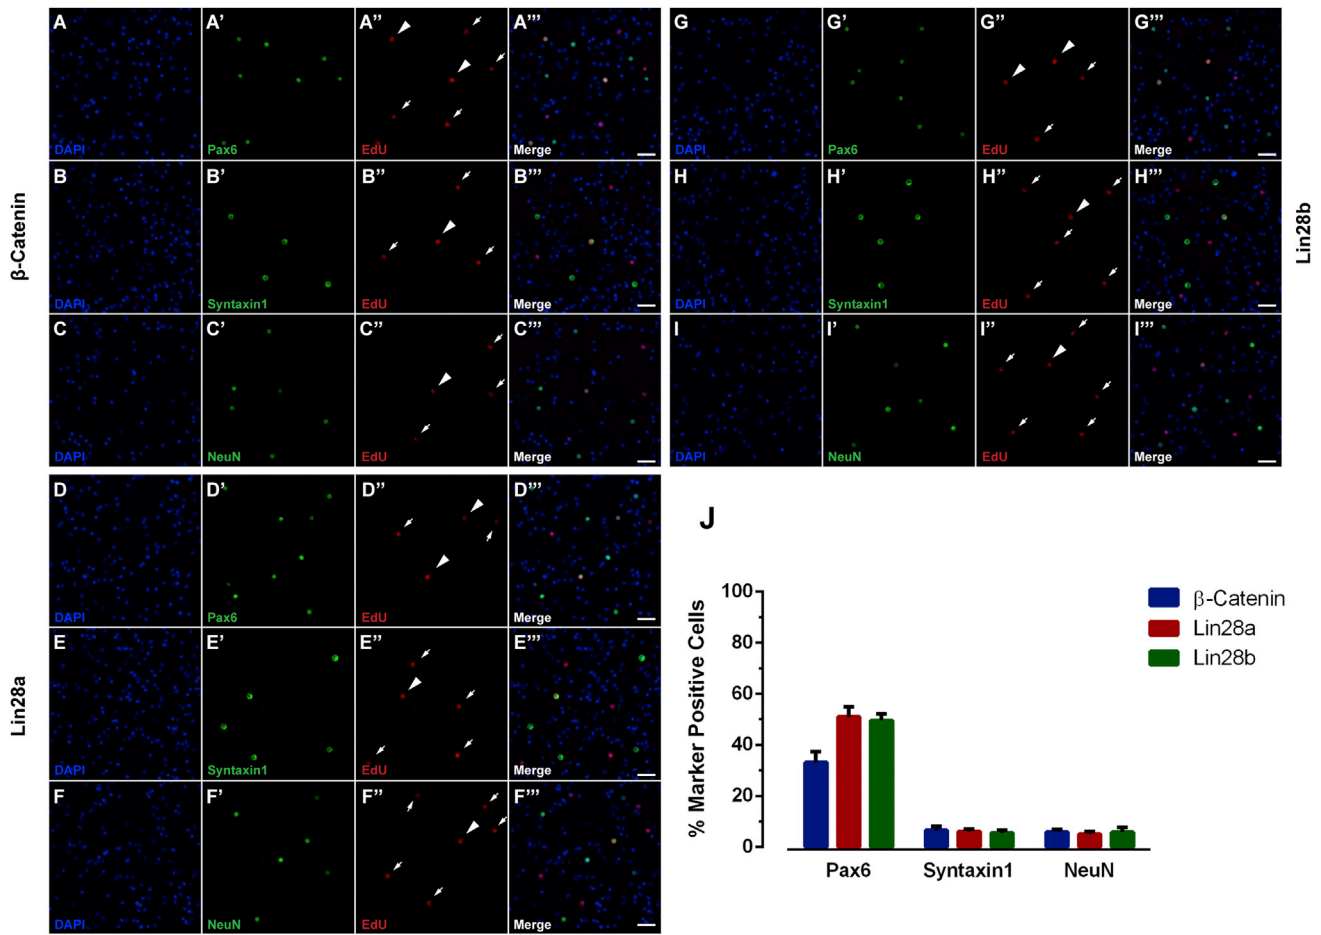 A A’ A’’ A’’’ G G’ G’’ G’’’
DAPI Pax6 EdU Merge DAPI Pax6 EdU Merge
B B’ B’’ B’’’ H H’ H’’ H’’’
β-Catenin
Lin28b
DAPI Syntaxin1 EdU Merge DAPI Syntaxin1 EdU Merge
C C’ C’’ C’’’ I I’ I’’ I’’’
DAPI NeuN EdU Merge DAPI NeuN EdU Merge
D D’ D’’ D’’’
DAPI Pax6 EdU Merge
E E’ E’’ E’’’
Lin28a
DAPI Syntaxin1 EdU Merge
F F’ F’’ F’’’
DAPI NeuN EdU Merge
J
% Marker Positive Cells
100
80
60
40
20
0
Pax6 Syntaxin1 NeuN
β-Catenin
Lin28a
Lin28b